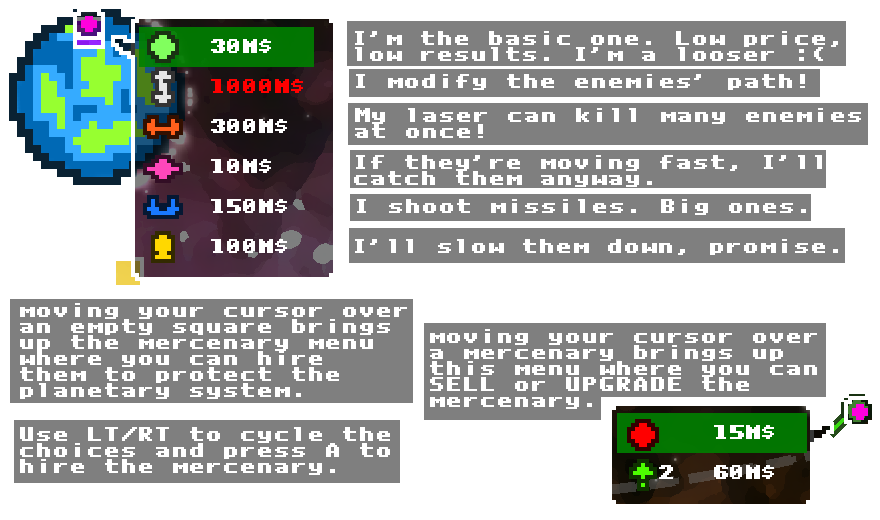 30M$
I'm the basic one. Low price,
low results. I'm a looser :(
1000M$
I modify the enemies' path!
300M$
My laser can kill many enemies
at once!
10M$
If they're moving fast, I'll
catch them anyway.
150M$
I shoot missiles. Big ones.
100M$
I'll slow them down, promise.
moving your cursor over
an empty square brings
up the mercenary menu
where you can hire
them to protect the
planetary system.
Use LT/RT to cycle the
choices and press A to
hire the mercenary.
moving your cursor over
a mercenary brings up
this menu where you can
SELL or UPGRADE the
mercenary.
15M$
2 60M$